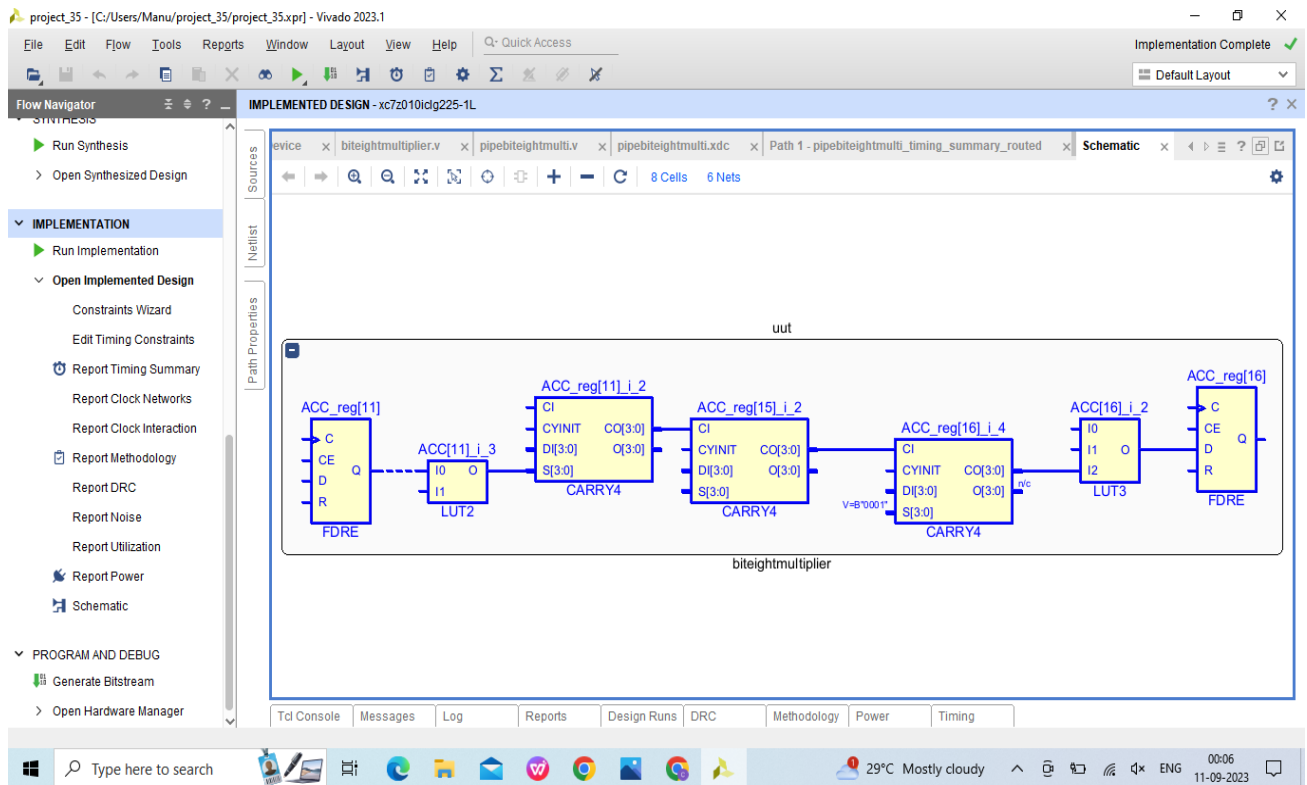 project_35 - [C:/Users/Manu/project_35/project_35.xpr] - Vivado 2023.1
File Edit Flow Tools Reports Window Layout View Help Q- Quick Access Implementation Complete
Default Layout
Flow Navigator ? IMPLEMENTED DESIGN - xc7z010iclg225-1L ?
SYNTHESIS
Run Synthesis
Open Synthesized Design
IMPLEMENTATION
Run Implementation
Open Implemented Design
Constraints Wizard
Edit Timing Constraints
Report Timing Summary
Report Clock Networks
Report Clock Interaction
Report Methodology
Report DRC
Report Noise
Report Utilization
Report Power
Schematic
PROGRAM AND DEBUG
Generate Bitstream
Open Hardware Manager
Sources
Netlist
Path Properties
evice biteightmultiplier.v pipebiteightmulti.v pipebiteightmulti.xdc Path 1 - pipebiteightmulti_timing_summary_routed Schematic ?
8 Cells 6 Nets
uut
ACC_reg[11]
C
CE
D
R
Q
FDRE
ACC[11]_i_3
I0 O
I1
LUT2
ACC_reg[11]_i_2
CI
CYINIT CO[3:0]
DI[3:0] O[3:0]
S[3:0]
CARRY4
ACC_reg[15]_i_2
CI
CYINIT CO[3:0]
DI[3:0] O[3:0]
S[3:0]
CARRY4
ACC_reg[16]_i_4
CI
CYINIT CO[3:0]
DI[3:0] O[3:0] n/c
V=B"0001" S[3:0]
CARRY4
ACC[16]_i_2
I0
I1 O
I2
LUT3
ACC_reg[16]
C
CE
D
R
Q
FDRE
biteightmultiplier
Tcl Console Messages Log Reports Design Runs DRC Methodology Power Timing
Type here to search 1 29°C Mostly cloudy ENG 00:06
11-09-2023